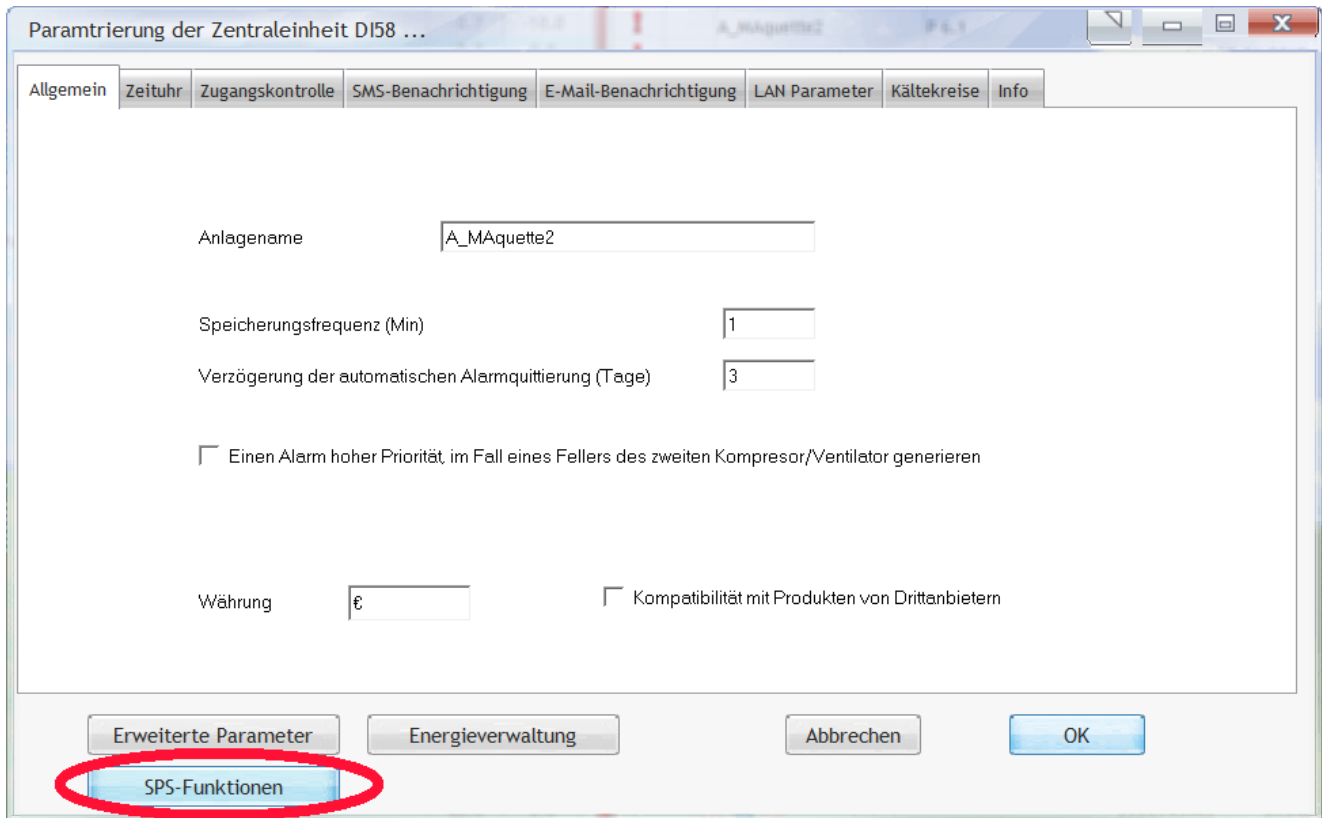 Paramtrierung der Zentraleinheit DI58 ...
Allgemein Zeituhr Zugangskontrolle SMS-Benachrichtigung E-Mail-Benachrichtigung LAN Parameter Kältekreise Info
Anlagename A_MAquette2
Speicherungsfrequenz (Min) 1
Verzögerung der automatischen Alarmquittierung (Tage) 3
Einen Alarm hoher Priorität, im Fall eines Fellers des zweiten Kompresor/Ventilator generieren
Währung € Kompatibilität mit Produkten von Drittanbietern
Erweiterte Parameter Energieverwaltung Abbrechen OK
SPS-Funktionen